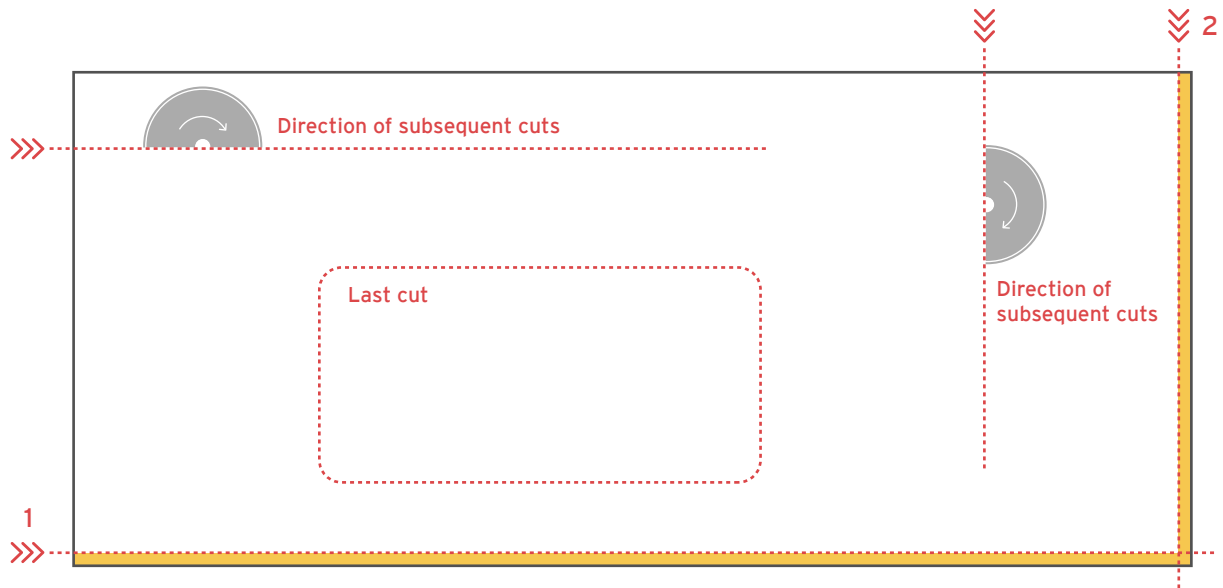 2
Direction of subsequent cuts
Last cut
Direction of
subsequent cuts
1